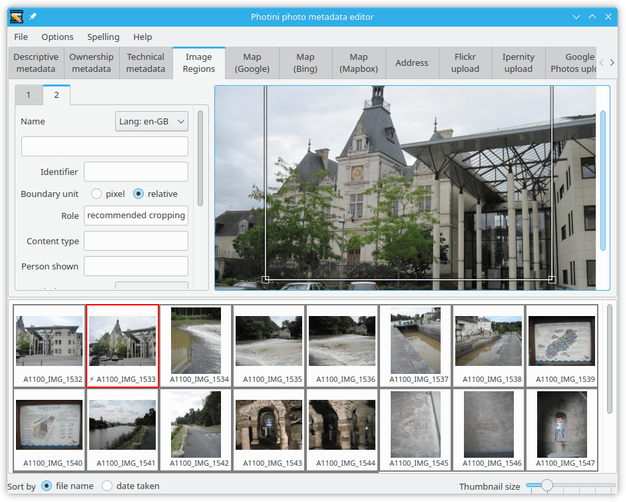 Photini photo metadata editor
File Options Spelling Help
Descriptive metadata
Ownership metadata
Technical metadata
Image Regions
Map (Google)
Map (Bing)
Map (Mapbox)
Address
Flickr upload
Ipernity upload
Google Photos uplo
1 2
Name Lang: en-GB
Identifier
Boundary unit pixel relative
Role recommended cropping
Content type
Person shown
A1100_IMG_1532 ⚡ A1100_IMG_1533 A1100_IMG_1534 A1100_IMG_1535 A1100_IMG_1536 A1100_IMG_1537 A1100_IMG_1538 A1100_IMG_1539
A1100_IMG_1540 A1100_IMG_1541 A1100_IMG_1542 A1100_IMG_1543 A1100_IMG_1544 A1100_IMG_1545 A1100_IMG_1546 A1100_IMG_1547
Sort by file name date taken Thumbnail size